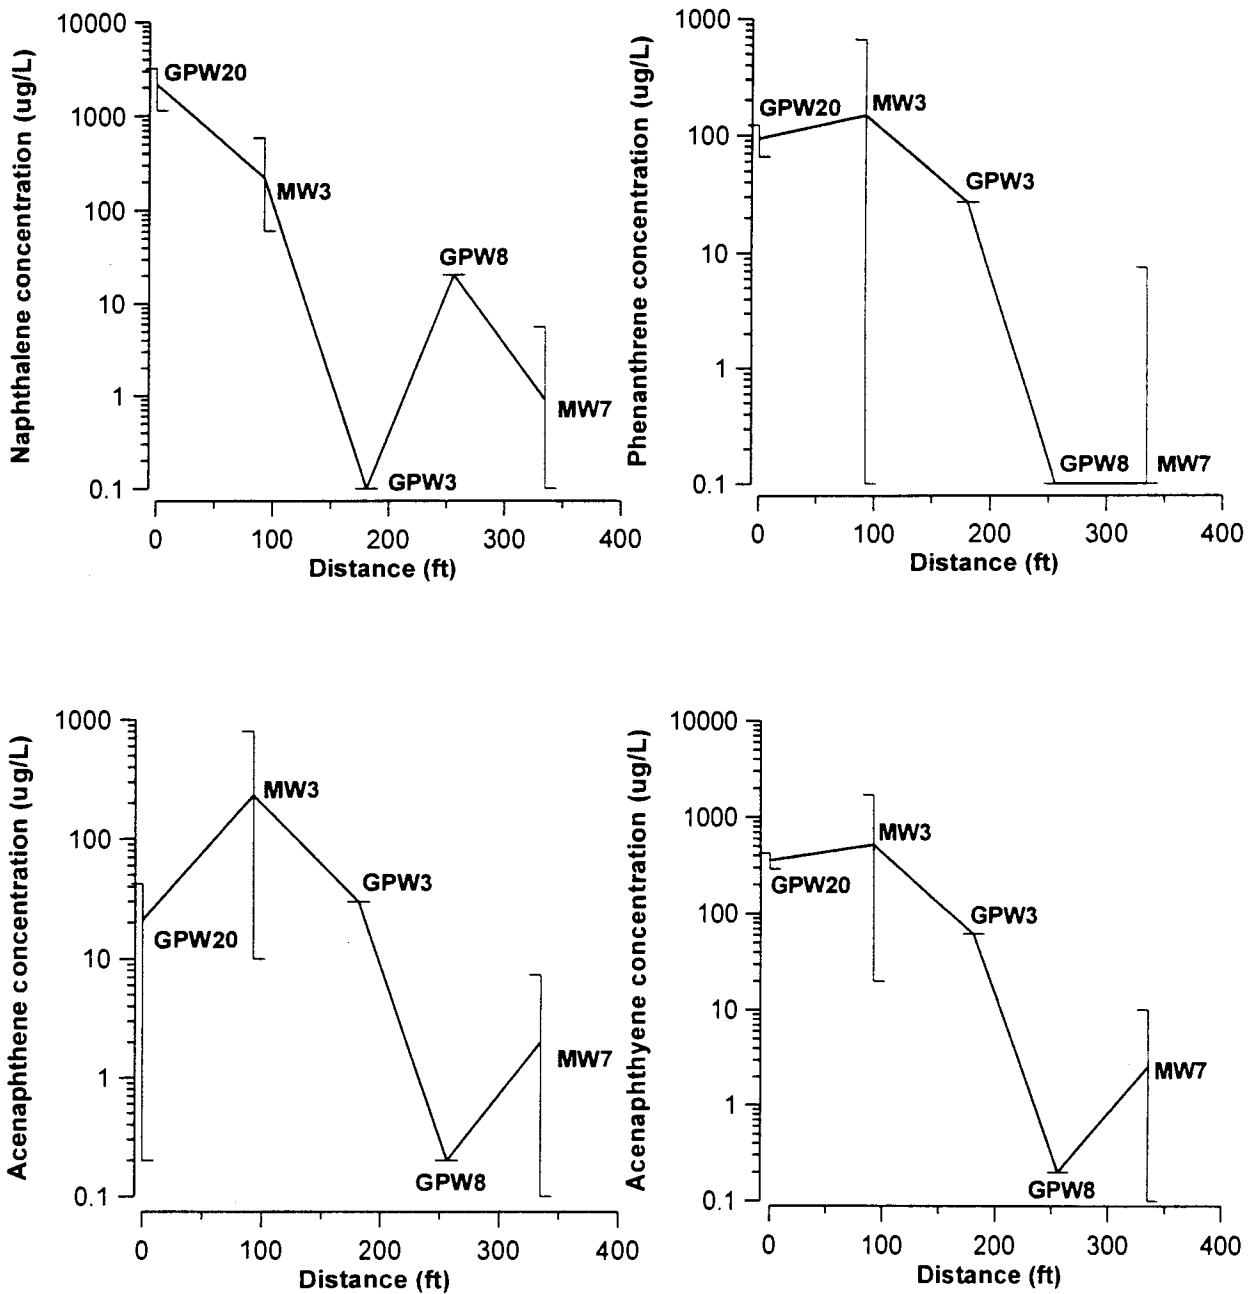 Naphthalene concentration (ug/L)
10000
1000
100
10
1
0.1
GPW20
MW3
GPW8
MW7
GPW3
0 100 200 300 400
Distance (ft)
Phenanthrene concentration (ug/L)
1000
100
10
1
0.1
GPW20
MW3
GPW3
GPW8
MW7
0 100 200 300 400
Distance (ft)
Acenaphthene concentration (ug/L)
1000
100
10
1
0.1
MW3
GPW3
GPW20
MW7
GPW8
0 100 200 300 400
Distance (ft)
Acenaphthyene concentration (ug/L)
10000
1000
100
10
1
0.1
MW3
GPW20
GPW3
MW7
GPW8
0 100 200 300 400
Distance (ft)